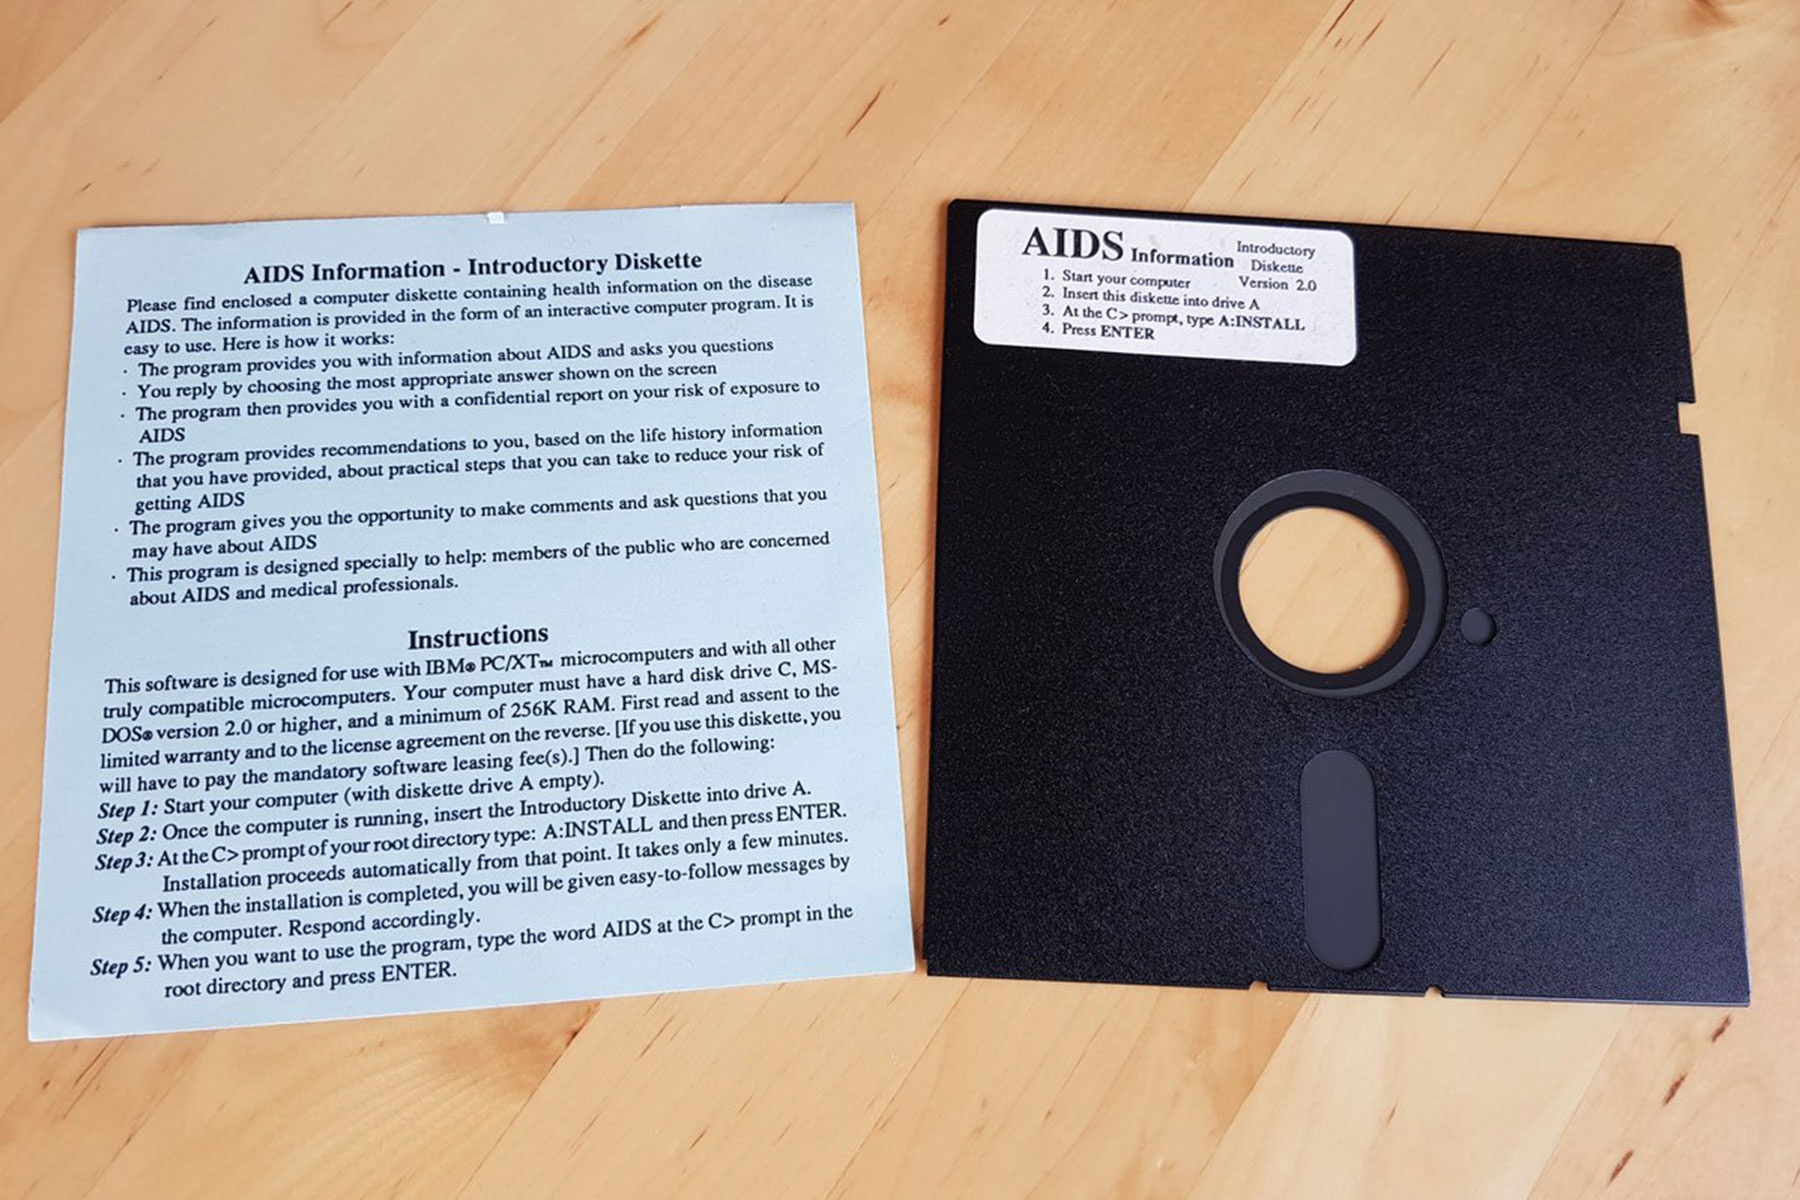 AIDS Information - Introductory Diskette
Please find enclosed a computer diskette containing health information on the disease
AIDS. The information is provided in the form of an interactive computer program. It is
easy to use. Here is how it works:
· The program provides you with information about AIDS and asks you questions
· You reply by choosing the most appropriate answer shown on the screen
· The program then provides you with a confidential report on your risk of exposure to
AIDS
· The program provides recommendations to you, based on the life history information
that you have provided, about practical steps that you can take to reduce your risk of
getting AIDS
· The program gives you the opportunity to make comments and ask questions that you
may have about AIDS
· This program is designed specially to help: members of the public who are concerned
about AIDS and medical professionals.
Instructions
This software is designed for use with IBM® PC/XT™ microcomputers and with all other
truly compatible microcomputers. Your computer must have a hard disk drive C, MS-
DOS® version 2.0 or higher, and a minimum of 256K RAM. First read and assent to the
limited warranty and to the license agreement on the reverse. [If you use this diskette, you
will have to pay the mandatory software leasing fee(s).] Then do the following:
Step 1: Start your computer (with diskette drive A empty).
Step 2: Once the computer is running, insert the Introductory Diskette into drive A.
Step 3: At the C> prompt of your root directory type: A:INSTALL and then press ENTER.
Installation proceeds automatically from that point. It takes only a few minutes.
Step 4: When the installation is completed, you will be given easy-to-follow messages by
the computer. Respond accordingly.
Step 5: When you want to use the program, type the word AIDS at the C> prompt in the
root directory and press ENTER.
AIDS Information
Introductory
Diskette
Version 2.0
1. Start your computer
2. Insert this diskette into drive A
3. At the C> prompt, type A:INSTALL
4. Press ENTER